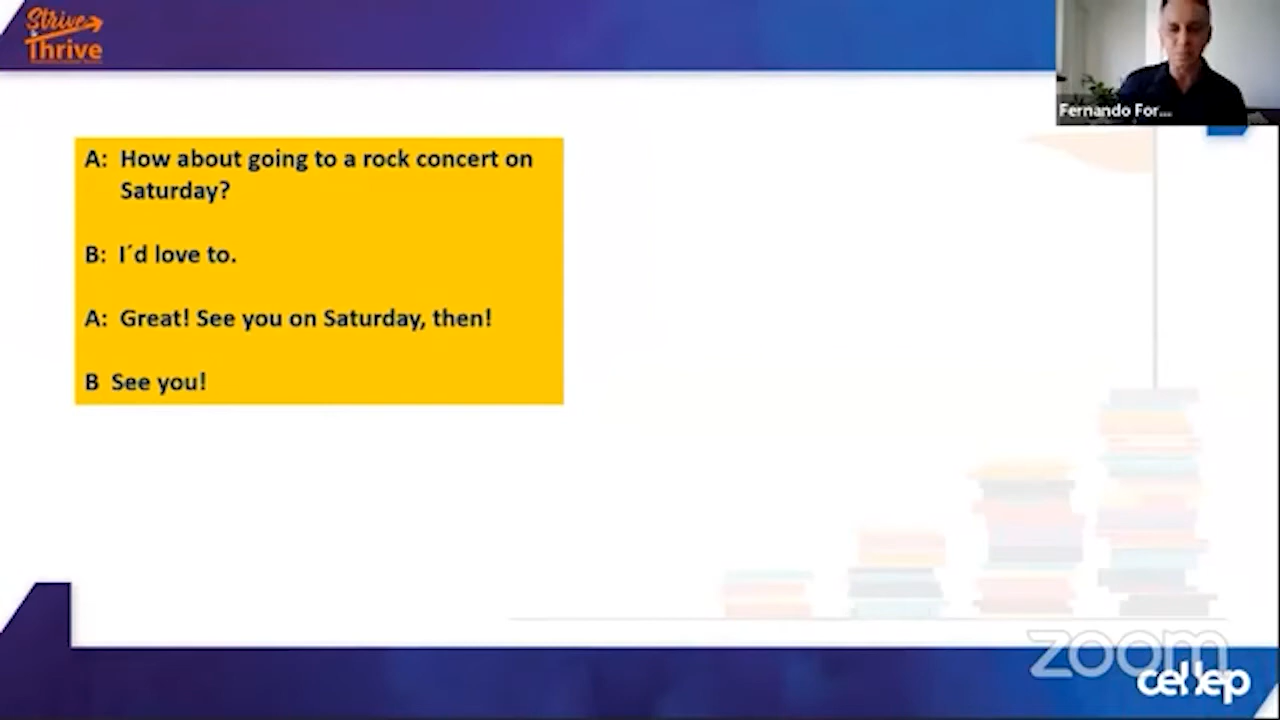 Strive
&
Thrive
Fernando For...
A: How about going to a rock concert on
Saturday?
B: I´d love to.
A: Great! See you on Saturday, then!
B See you!
zoom
cellep